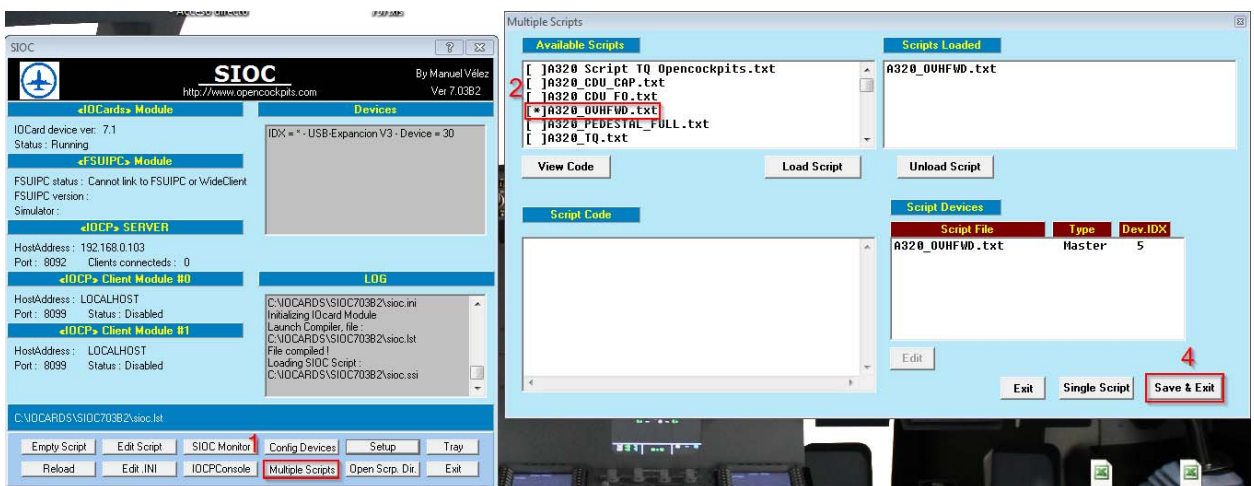 Acceso directo
SIOC
SIOC
By Manuel Vélez
http://www.opencockpits.com
Ver 7.03B2
«IOCards» Module
IOCard device ver: 7.1
Status : Running
«FSUIPC» Module
FSUIPC status : Cannot link to FSUIPC or WideClient
FSUIPC version :
Simulator :
«IOCP» SERVER
HostAddress : 192.168.0.103
Port : 8092 Clients connecteds : 0
«IOCP» Client Module #0
HostAddress : LOCALHOST
Port : 8099 Status : Disabled
«IOCP» Client Module #1
HostAddress : LOCALHOST
Port : 8099 Status : Disabled
Devices
IDX = * - USB-Expancion V3 - Device = 30
LOG
C:\IOCARDS\SIOC703B2\sioc.ini
Initializing IOcard Module
Launch Compiler, file :
C:\IOCARDS\SIOC703B2\sioc.lst
File compiled !
Loading SIOC Script :
C:\IOCARDS\SIOC703B2\sioc.ssi
C:\IOCARDS\SIOC703B2\sioc.lst
1
Empty Script Edit Script SIOC Monitor Config Devices Setup Tray
Reload Edit .INI IOCPConsole Multiple Scripts Open Scrp. Dir. Exit
Multiple Scripts
Available Scripts
2
[ ]A320 Script TQ Opencockpits.txt
[ ]A320_CDU_CAP.txt
[ ]A320_CDU_FO.txt
[*]A320_OVHFWD.txt
[ ]A320_PEDESTAL_FULL.txt
[ ]A320_TQ.txt
View Code Load Script
Scripts Loaded
A320_OVHFWD.txt
Unload Script
Script Code
Script Devices
Script File Type Dev.IDX
A320_OVHFWD.txt Master 5
Edit
4
Exit Single Script Save & Exit